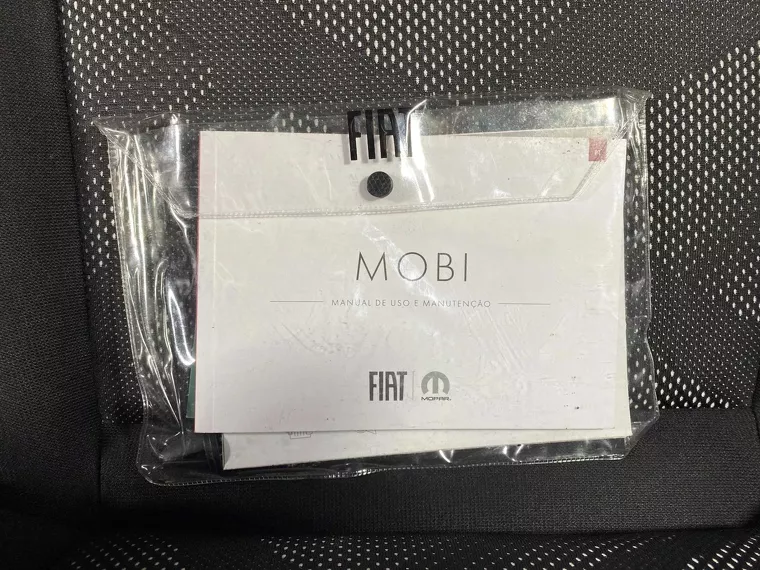 FIAT
MOBI
MANUAL DE USO E MANUTENÇÃO
FIAT
MOPAR